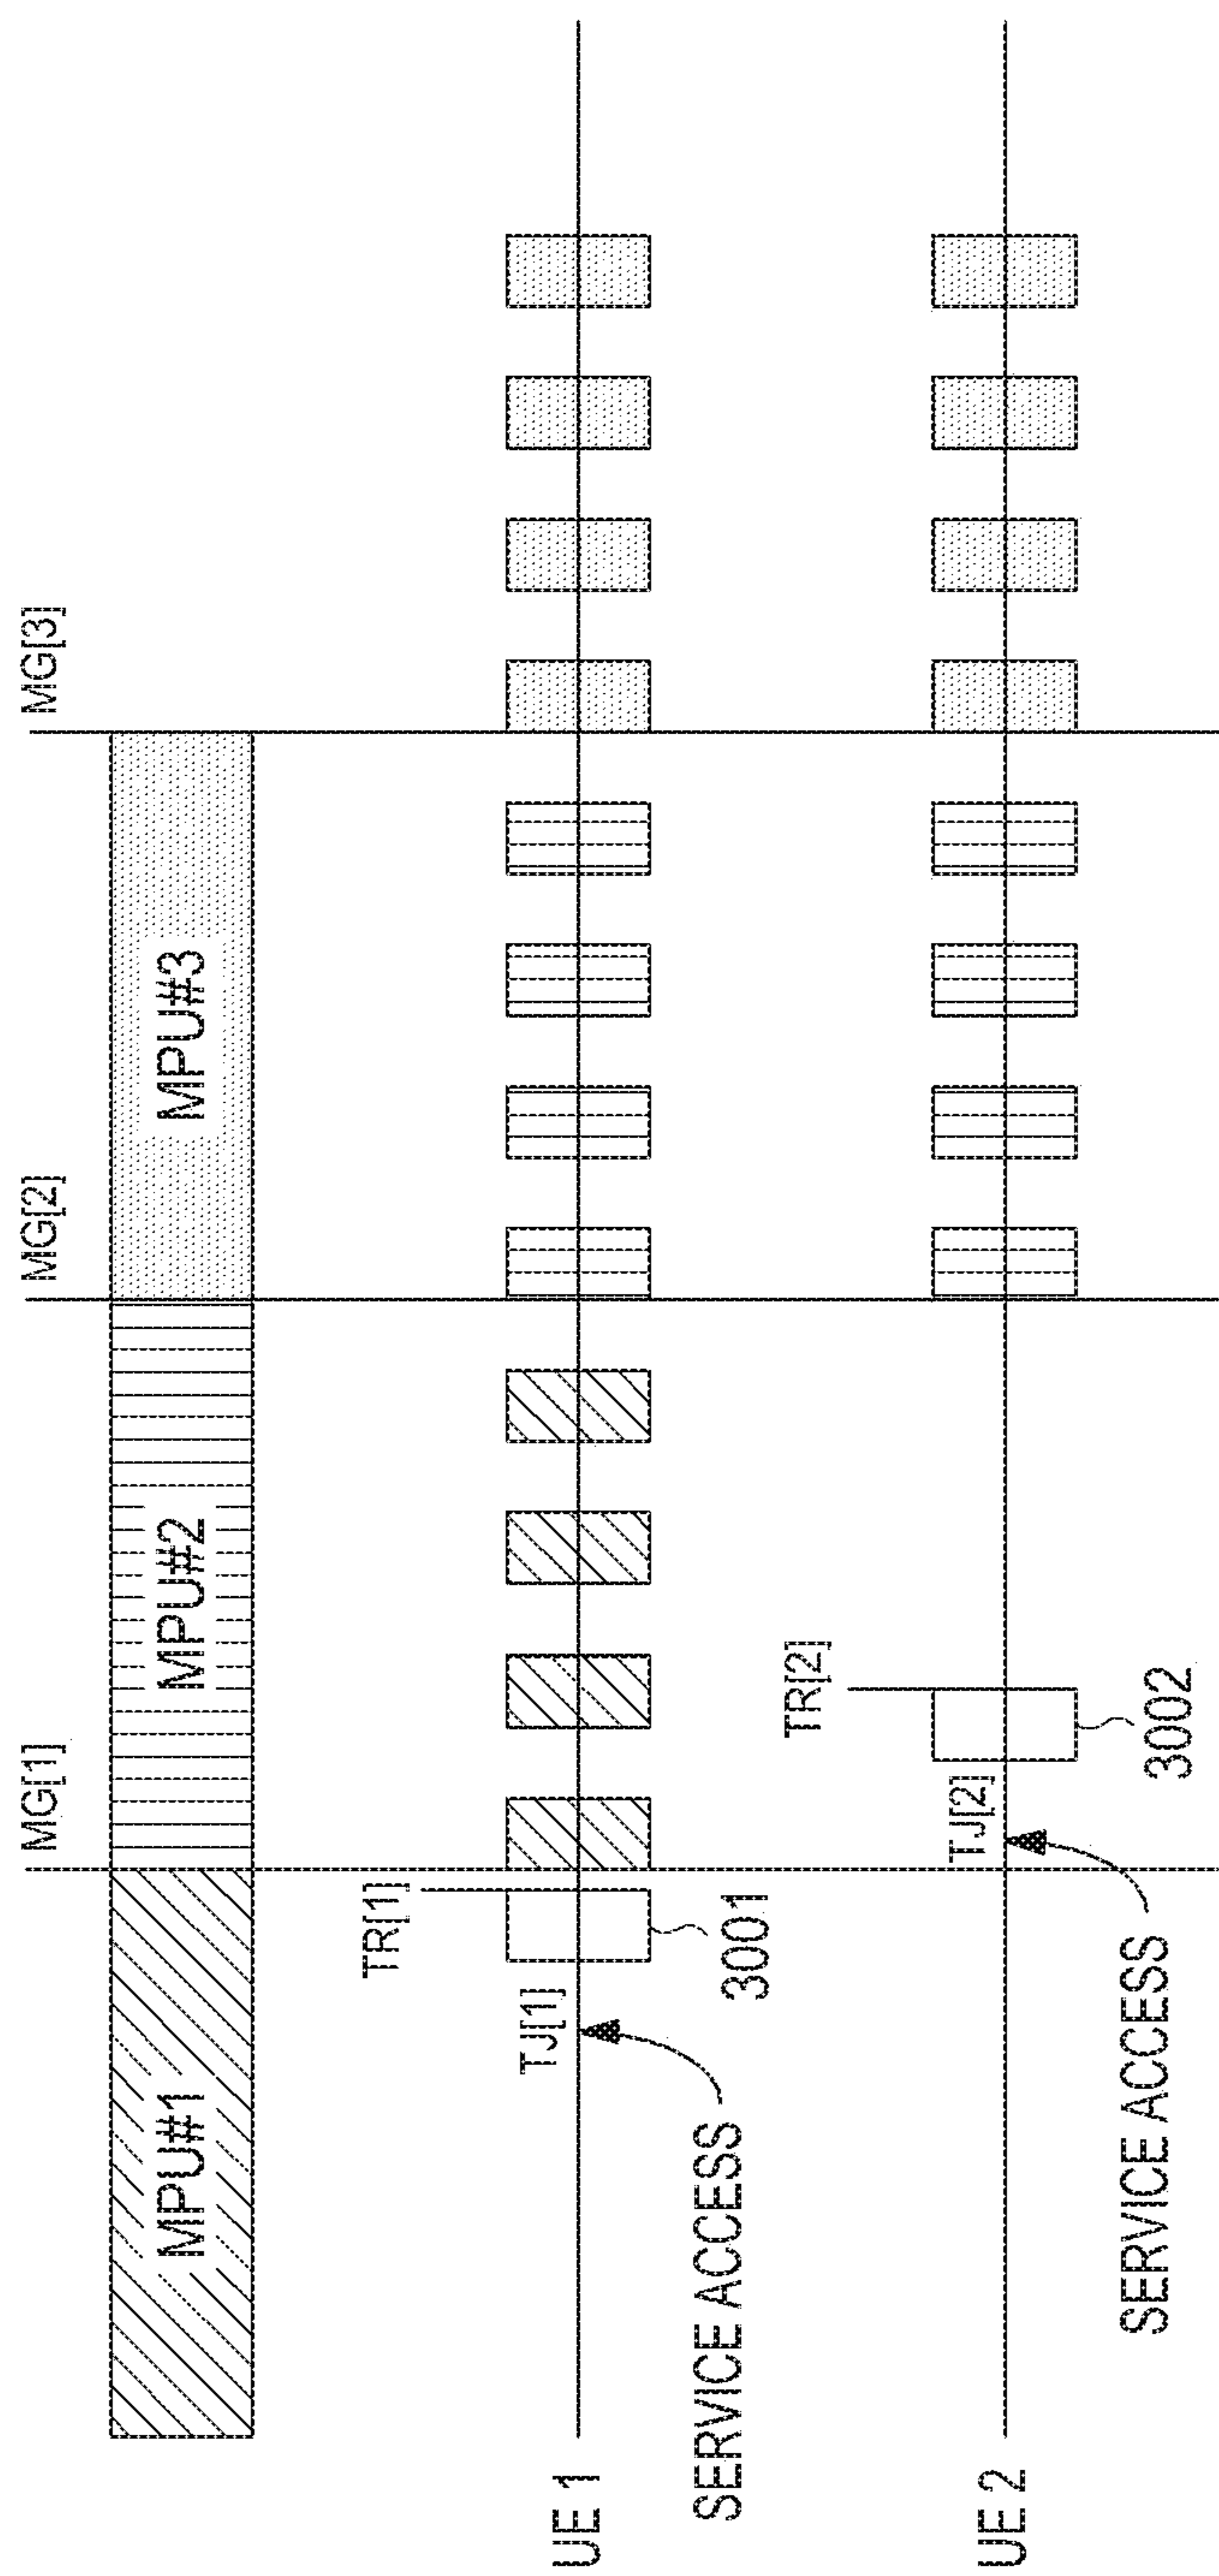 MG[1]
MG[2]
MG[3]
MPU#1
MPU#2
MPU#3
TR[1]
TJ[1]
UE 1
SERVICE ACCESS
3001
TR[2]
TJ[2]
UE 2
3002
SERVICE ACCESS